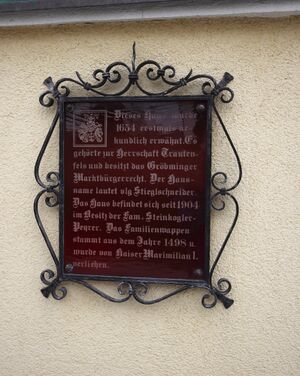 Dieses Haus wurde
1654 erstmals ur
kundlich erwähnt. Es
gehörte zur Herrschaft Trauten-
fels und besitzt das Gröbminger
Marktbürgerrecht. Der Haus-
name lautet vlg Stieglschneider.
Das Haus befindet sich seit 1904
im Besitz der Fam. Steinkogler-
Peyrer. Das Familienwappen
stammt aus dem Jahre 1498 u.
wurde von Kaiser Maximilian I.
verliehen.